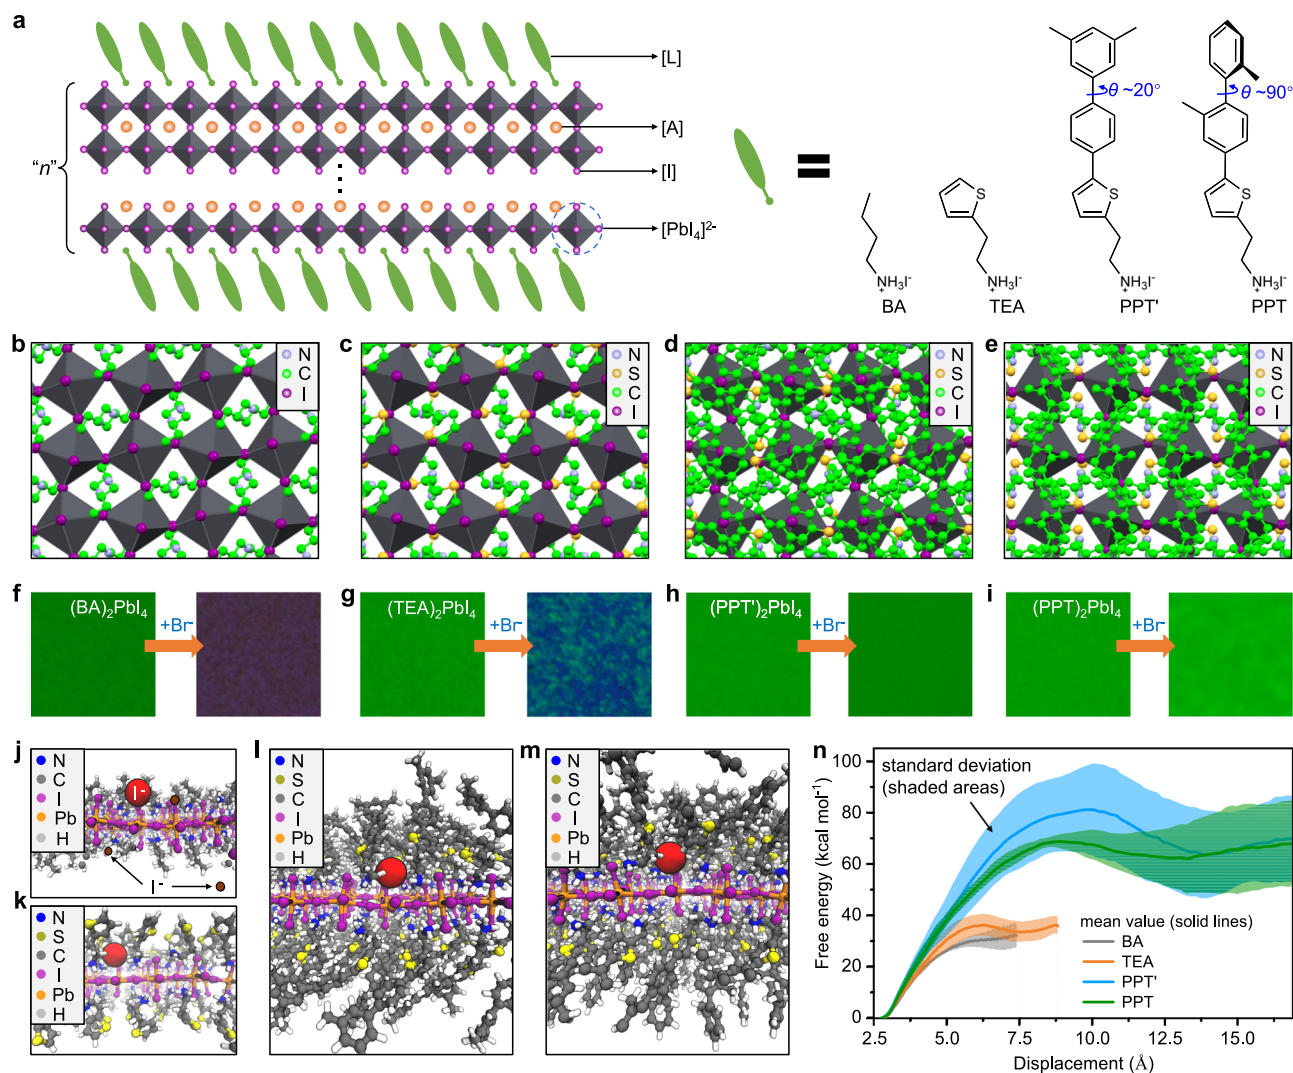 a
[L]
[A]
[I]
[PbI₄]²⁻
“n”
θ ~20°
θ ~90°
S
S
S
NH₃I⁻
+
BA
NH₃I⁻
+
TEA
NH₃I⁻
+
PPT'
NH₃I⁻
+
PPT
b
N
C
I
c
N
S
C
I
d
N
S
C
I
e
N
S
C
I
f
(BA)₂PbI₄
+Br⁻
g
(TEA)₂PbI₄
+Br⁻
h
(PPT')₂PbI₄
+Br⁻
i
(PPT)₂PbI₄
+Br⁻
j
N
C
I
Pb
H
I⁻
I⁻
k
N
S
C
I
Pb
H
l
N
S
C
I
Pb
H
m
N
S
C
I
Pb
H
n
standard deviation
(shaded areas)
mean value (solid lines)
BA
TEA
PPT'
PPT
Free energy (kcal mol⁻¹)
100
80
60
40
20
0
2.5
5.0
7.5
10.0
12.5
15.0
Displacement (Å)